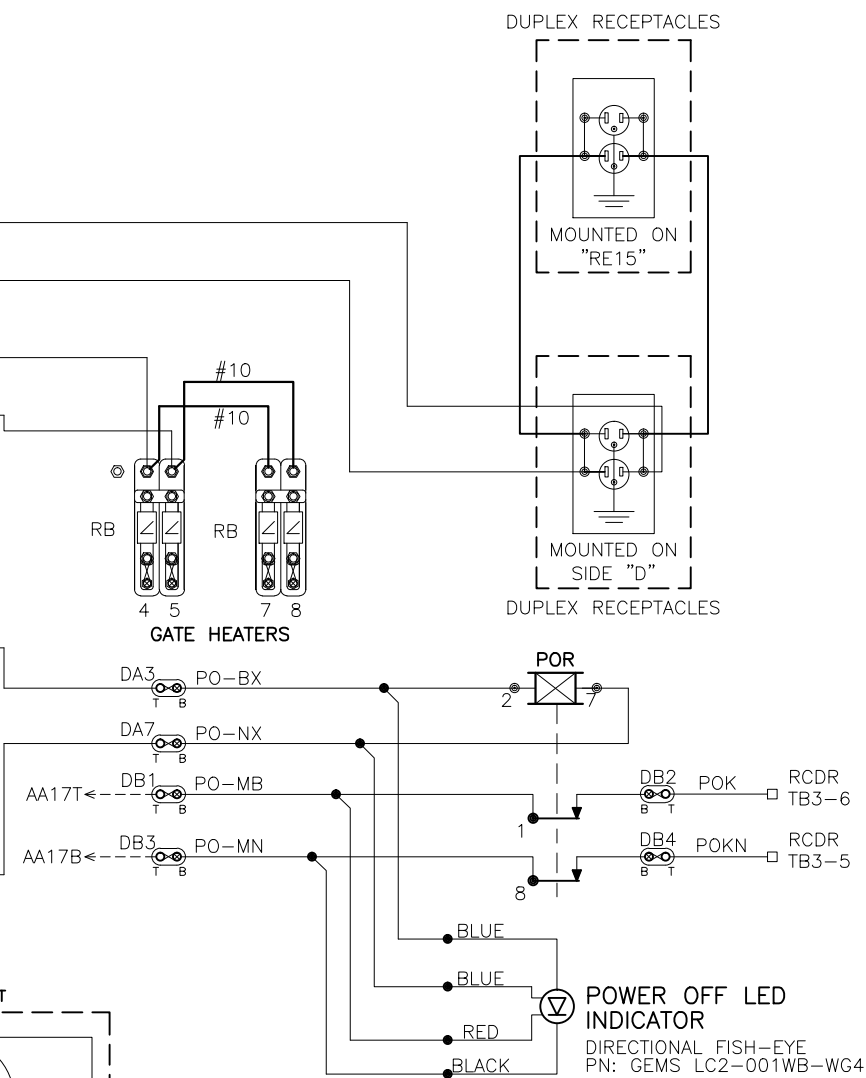 DUPLEX RECEPTACLES
MOUNTED ON
"RE15"
#10
#10
RB
RB
4 5
7 8
GATE HEATERS
MOUNTED ON
SIDE "D"
DUPLEX RECEPTACLES
POR
DA3
PO-BX
T B
2
7
DA7
PO-NX
T B
AA17T
DB1
PO-MB
T B
1
DB2
POK
B T
RCDR
TB3-6
AA17B
DB3
PO-MN
T B
8
DB4
POKN
B T
RCDR
TB3-5
BLUE
BLUE
RED
BLACK
POWER OFF LED
INDICATOR
DIRECTIONAL FISH-EYE
PN: GEMS LC2-001WB-WG4
T